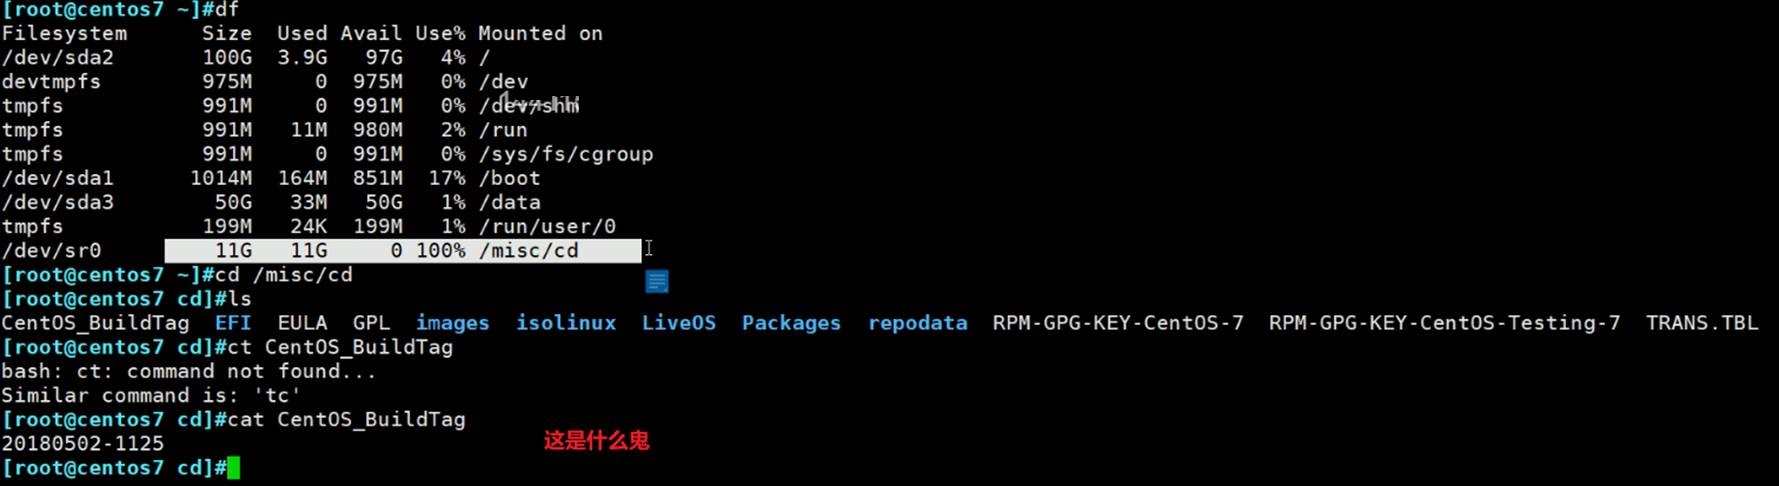 [root@centos7 ~]#df
Filesystem      Size  Used Avail Use% Mounted on
/dev/sda2       100G  3.9G   97G   4% /
devtmpfs        975M     0  975M   0% /dev
tmpfs           991M     0  991M   0% /dev/shm
tmpfs           991M   11M  980M   2% /run
tmpfs           991M     0  991M   0% /sys/fs/cgroup
/dev/sda1      1014M  164M  851M  17% /boot
/dev/sda3        50G   33M   50G   1% /data
tmpfs           199M   24K  199M   1% /run/user/0
/dev/sr0         11G   11G     0 100% /misc/cd
[root@centos7 ~]#cd /misc/cd
[root@centos7 cd]#ls
CentOS_BuildTag  EFI  EULA  GPL  images  isolinux  LiveOS  Packages  repodata  RPM-GPG-KEY-CentOS-7  RPM-GPG-KEY-CentOS-Testing-7  TRANS.TBL
[root@centos7 cd]#ct CentOS_BuildTag
bash: ct: command not found...
Similar command is: 'tc'
[root@centos7 cd]#cat CentOS_BuildTag
20180502-1125 这是什么鬼
[root@centos7 cd]#